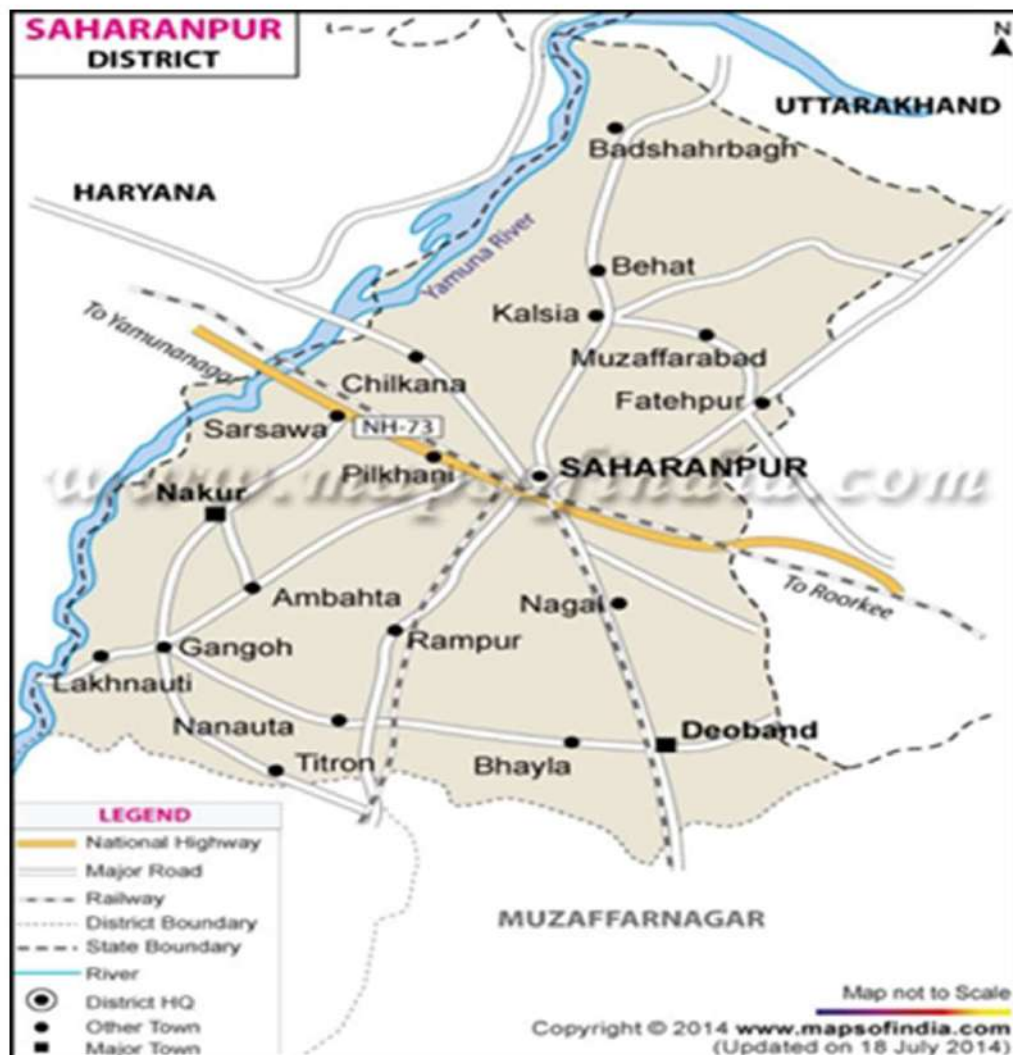 SAHARANPUR
DISTRICT
N
UTTARAKHAND
Badshahrbagh
HARYANA
Yamuna River
Behat
To Yamunanagar
Kalsia
Muzaffarabad
Chilkana
Fatehpur
Sarsawa
NH-73
Pilkhani
SAHARANPUR
www.mapsofindia.com
Nakur
Ambahta
Nagal
To Roorkee
Rampur
Gangoh
Lakhnauti
Nanauta
Deoband
Titron
Bhayla
LEGEND
National Highway
Major Road
Railway
District Boundary
State Boundary
River
District HQ
Other Town
Major Town
MUZAFFARNAGAR
Map not to Scale
Copyright © 2014 www.mapsofindia.com
(Updated on 18 July 2014)